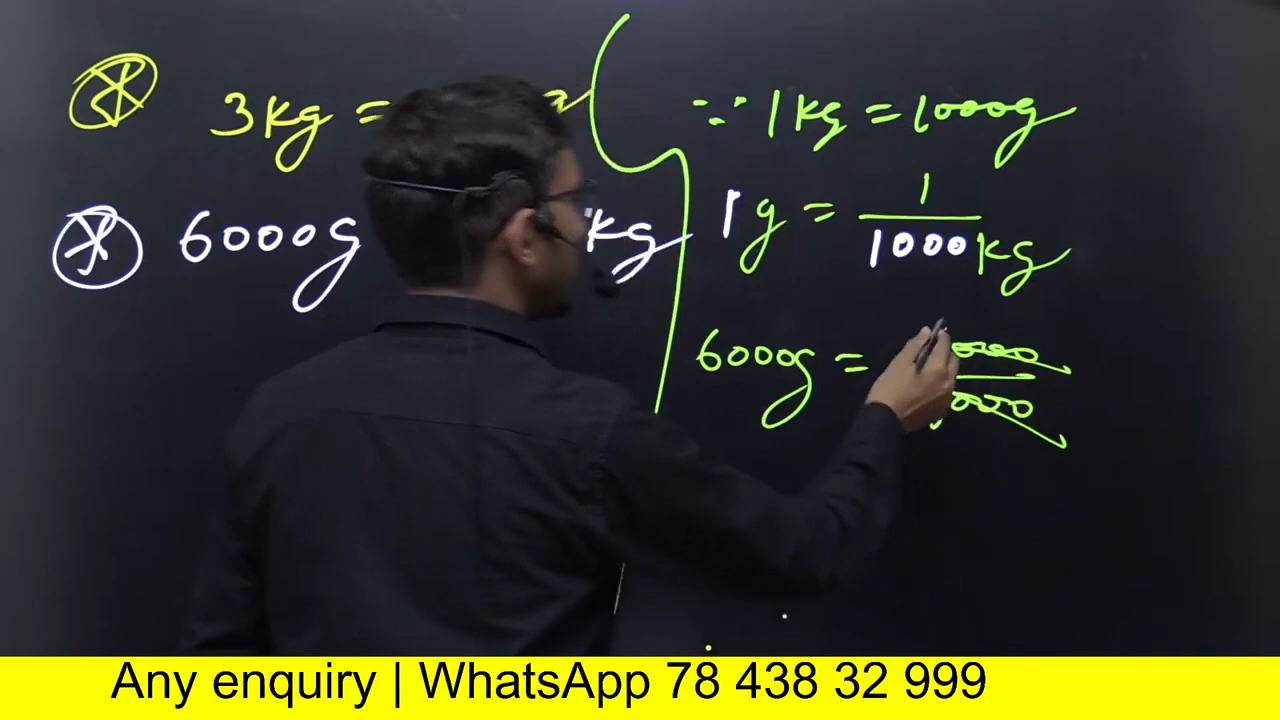 3kg =
6000g kg
∵ 1kg = 1000g
1g = 1/1000 kg
6000g =
Any enquiry | WhatsApp 78 438 32 999